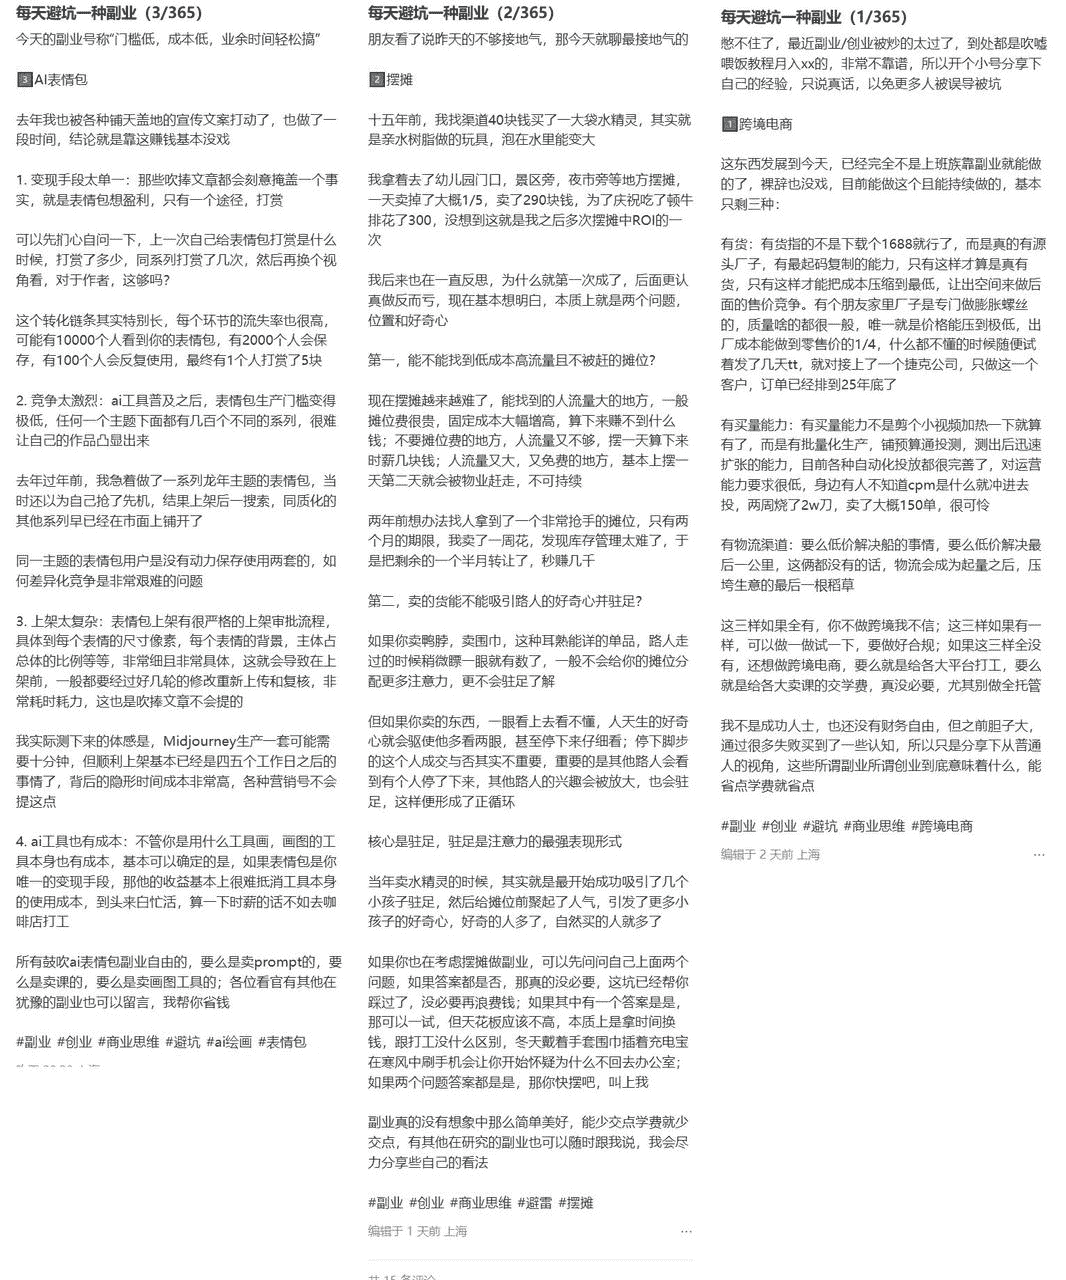 每天避坑一种副业（3/365）
今天的副业号称“门槛低，成本低，业余时间轻松搞”
3 AI表情包
去年我也被各种铺天盖地的宣传文案打动了，也做了一
段时间，结论就是靠这赚钱基本没戏
1. 变现手段太单一：那些吹捧文章都会刻意掩盖一个事
实，就是表情包想盈利，只有一个途径，打赏
可以先扪心自问一下，上一次自己给表情包打赏是什么
时候，打赏了多少，同系列打赏了几次，然后再换个视
角看，对于作者，这够吗？
这个转化链条其实特别长，每个环节的流失率也很高，
可能有10000个人看到你的表情包，有2000个人会保
存，有100个人会反复使用，最终有1个人打赏了5块
2. 竞争太激烈：ai工具普及之后，表情包生产门槛变得
极低，任何一个主题下面都有几百个不同的系列，很难
让自己的作品凸显出来
去年过年前，我急着做了一系列龙年主题的表情包，当
时还以为自己抢了先机，结果上架后一搜索，同质化的
其他系列早已经在市面上铺开了
同一主题的表情包用户是没有动力保存使用两套的，如
何差异化竞争是非常艰难的问题
3. 上架太复杂：表情包上架有很严格的上架审批流程，
具体到每个表情的尺寸像素，每个表情的背景，主体占
总体的比例等等，非常细且非常具体，这就会导致在上
架前，一般都要经过好几轮的修改重新上传和复核，非
常耗时耗力，这也是吹捧文章不会提的
我实际测下来的体感是，Midjourney生产一套可能需
要十分钟，但顺利上架基本已经是四五个工作日之后的
事情了，背后的隐形时间成本非常高，各种营销号不会
提这点
4. ai工具也有成本：不管你是用什么工具画，画图的工
具本身也有成本，基本可以确定的是，如果表情包是你
唯一的变现手段，那他的收益基本上很难抵消工具本身
的使用成本，到头来白忙活，算一下时薪的话不如去咖
啡店打工
所有鼓吹ai表情包副业自由的，要么是卖prompt的，要
么是卖课的，要么是卖画图工具的；各位看官有其他在
犹豫的副业也可以留言，我帮你省钱
#副业 #创业 #商业思维 #避坑 #ai绘画 #表情包
每天避坑一种副业（2/365）
朋友看了说昨天的不够接地气，那今天就聊最接地气的
2 摆摊
十五年前，我找渠道40块钱买了一大袋水精灵，其实就
是亲水树脂做的玩具，泡在水里能变大
我拿着去了幼儿园门口，景区旁，夜市旁等地方摆摊，
一天卖掉了大概1/5，卖了290块钱，为了庆祝吃了顿牛
排花了300，没想到这就是我之后多次摆摊中ROI的一
次
我后来也在一直反思，为什么就第一次成了，后面更认
真做反而亏，现在基本想明白，本质上就是两个问题，
位置和好奇心
第一，能不能找到低成本高流量且不被赶的摊位？
现在摆摊越来越难了，能找到的人流量大的地方，一般
摊位费很贵，固定成本大幅增高，算下来赚不到什么
钱；不要摊位费的地方，人流量又不够，摆一天算下来
时薪几块钱；人流量又大，又免费的地方，基本上摆一
天第二天就会被物业赶走，不可持续
两年前想办法找人拿到了一个非常抢手的摊位，只有两
个月的期限，我卖了一周花，发现库存管理太难了，于
是把剩余的一个半月转让了，秒赚几千
第二，卖的货能不能吸引路人的好奇心并驻足？
如果你卖鸭脖，卖围巾，这种耳熟能详的单品，路人走
过的时候稍微瞟一眼就有数了，一般不会给你的摊位分
配更多注意力，更不会驻足了解
但如果你卖的东西，一眼看上去看不懂，人天生的好奇
心就会驱使他多看两眼，甚至停下来仔细看；停下脚步
的这个人成交与否其实不重要，重要的是其他路人会看
到有个人停了下来，其他路人的兴趣会被放大，也会驻
足，这样便形成了正循环
核心是驻足，驻足是注意力的最强表现形式
当年卖水精灵的时候，其实就是最开始成功吸引了几个
小孩子驻足，然后给摊位前聚起了人气，引发了更多小
孩子的好奇心，好奇的人多了，自然买的人就多了
如果你也在考虑摆摊做副业，可以先问问自己上面两个
问题，如果答案都是否，那真的没必要，这坑已经帮你
踩过了，没必要再浪费钱；如果其中有一个答案是是，
那可以一试，但天花板应该不高，本质上是拿时间换
钱，跟打工没什么区别，冬天戴着手套围巾插着充电宝
在寒风中刷手机会让你开始怀疑为什么不回去办公室；
如果两个问题答案都是是，那你快摆吧，叫上我
副业真的没有想象中那么简单美好，能少交点学费就少
交点，有其他在研究的副业也可以随时跟我说，我会尽
力分享些自己的看法
#副业 #创业 #商业思维 #避雷 #摆摊
编辑于 1 天前 上海
每天避坑一种副业（1/365）
憋不住了，最近副业/创业被炒的太过了，到处都是吹嘘
喂饭教程月入xx的，非常不靠谱，所以开个小号分享下
自己的经验，只说真话，以免更多人被误导被坑
1 跨境电商
这东西发展到今天，已经完全不是上班族靠副业就能做
的了，裸辞也没戏，目前能做这个且能持续做的，基本
只剩三种：
有货：有货指的不是下载个1688就行了，而是真的有源
头厂子，有最起码复制的能力，只有这样才算是真有
货，只有这样才能把成本压缩到最低，让出空间来做后
面的售价竞争。有个朋友家里厂子是专门做膨胀螺丝
的，质量啥的都很一般，唯一就是价格能压到极低，出
厂成本能做到零售价的1/4，什么都不懂的时候随便试
着发了几天tt，就对接上了一个捷克公司，只做这一个
客户，订单已经排到25年底了
有买量能力：有买量能力不是剪个小视频加热一下就算
有了，而是有批量化生产，铺预算通投测，测出后迅速
扩张的能力，目前各种自动化投放都很完善了，对运营
能力要求很低，身边有人不知道cpm是什么就冲进去
投，两周烧了2w刀，卖了大概150单，很可怜
有物流渠道：要么低价解决船的事情，要么低价解决最
后一公里，这俩都没有的话，物流会成为起量之后，压
垮生意的最后一根稻草
这三样如果全有，你不做跨境我不信；这三样如果有一
样，可以做一做试一下，要做好合规；如果这三样全没
有，还想做跨境电商，要么就是给各大平台打工，要么
就是给各大卖课的交学费，真没必要，尤其别做全托管
我不是成功人士，也还没有财务自由，但之前胆子大，
通过很多失败买到了一些认知，所以只是分享下从普通
人的视角，这些所谓副业所谓创业到底意味着什么，能
省点学费就省点
#副业 #创业 #避坑 #商业思维 #跨境电商
编辑于 2 天前 上海